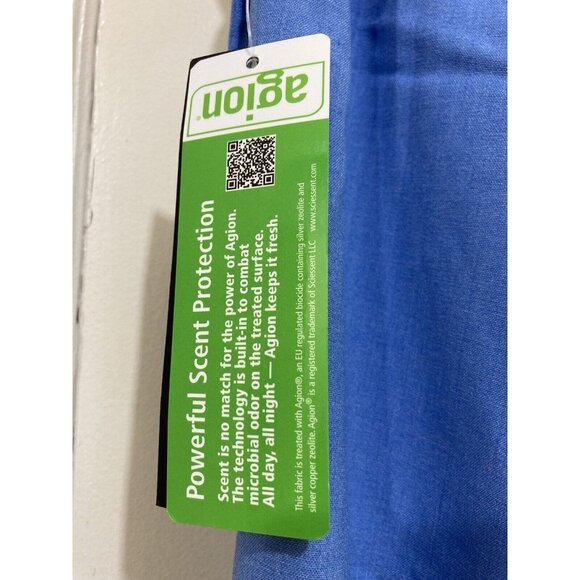 agion®
Powerful Scent Protection
Scent is no match for the power of Agion.
The technology is built-in to combat
microbial odor on the treated surface.
All day, all night — Agion keeps it fresh.
This fabric is treated with Agion®, an EU regulated biocide containing silver zeolite and
silver copper zeolite. Agion® is a registered trademark of Sciessent LLC www.sciessent.com